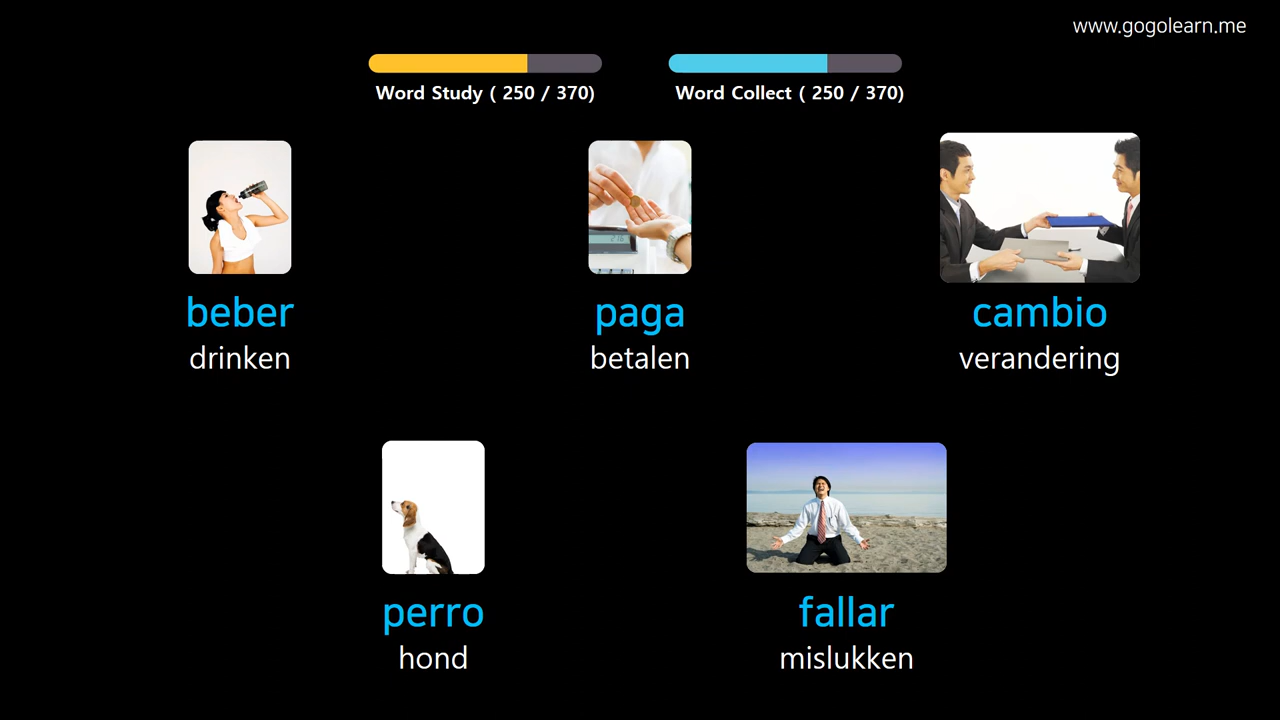 www.gogolearn.me
Word Study ( 250 / 370)
Word Collect ( 250 / 370)
beber
drinken
paga
betalen
cambio
verandering
perro
hond
fallar
mislukken